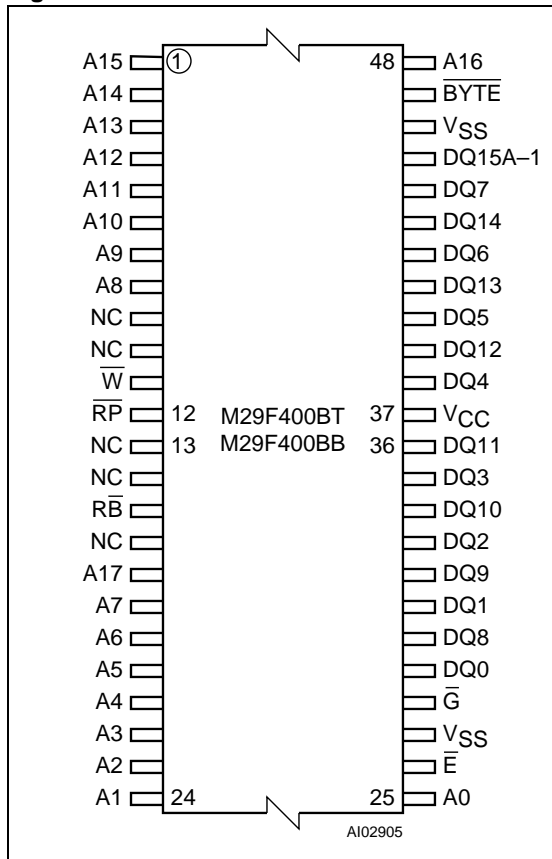 A15 1 48 A16
A14 B̅Y̅T̅E̅
A13 VSS
A12 DQ15A–1
A11 DQ7
A10 DQ14
A9 DQ6
A8 DQ13
NC DQ5
NC DQ12
W̅ DQ4
R̅P̅ 12 M29F400BT 37 VCC
NC 13 M29F400BB 36 DQ11
NC DQ3
RB̅ DQ10
NC DQ2
A17 DQ9
A7 DQ1
A6 DQ8
A5 DQ0
A4 G̅
A3 VSS
A2 E̅
A1 24 25 A0
AI02905